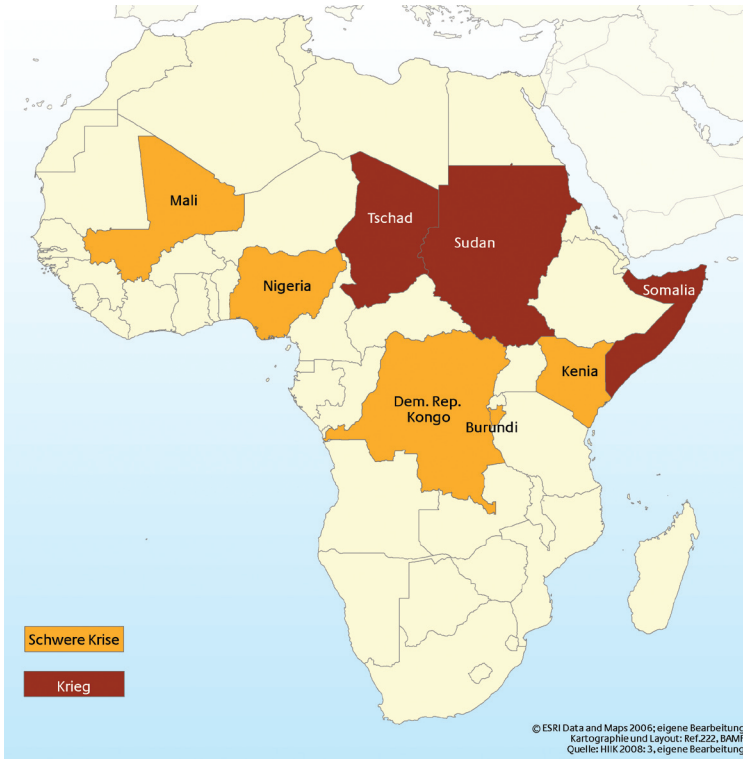 Mali
Tschad
Sudan
Nigeria
Somalia
Kenia
Dem. Rep.
Kongo
Burundi
Schwere Krise
Krieg
© ESRI Data and Maps 2006; eigene Bearbeitung
Kartographie und Layout: Ref.222, BAMF
Quelle: HIIK 2008: 3, eigene Bearbeitung